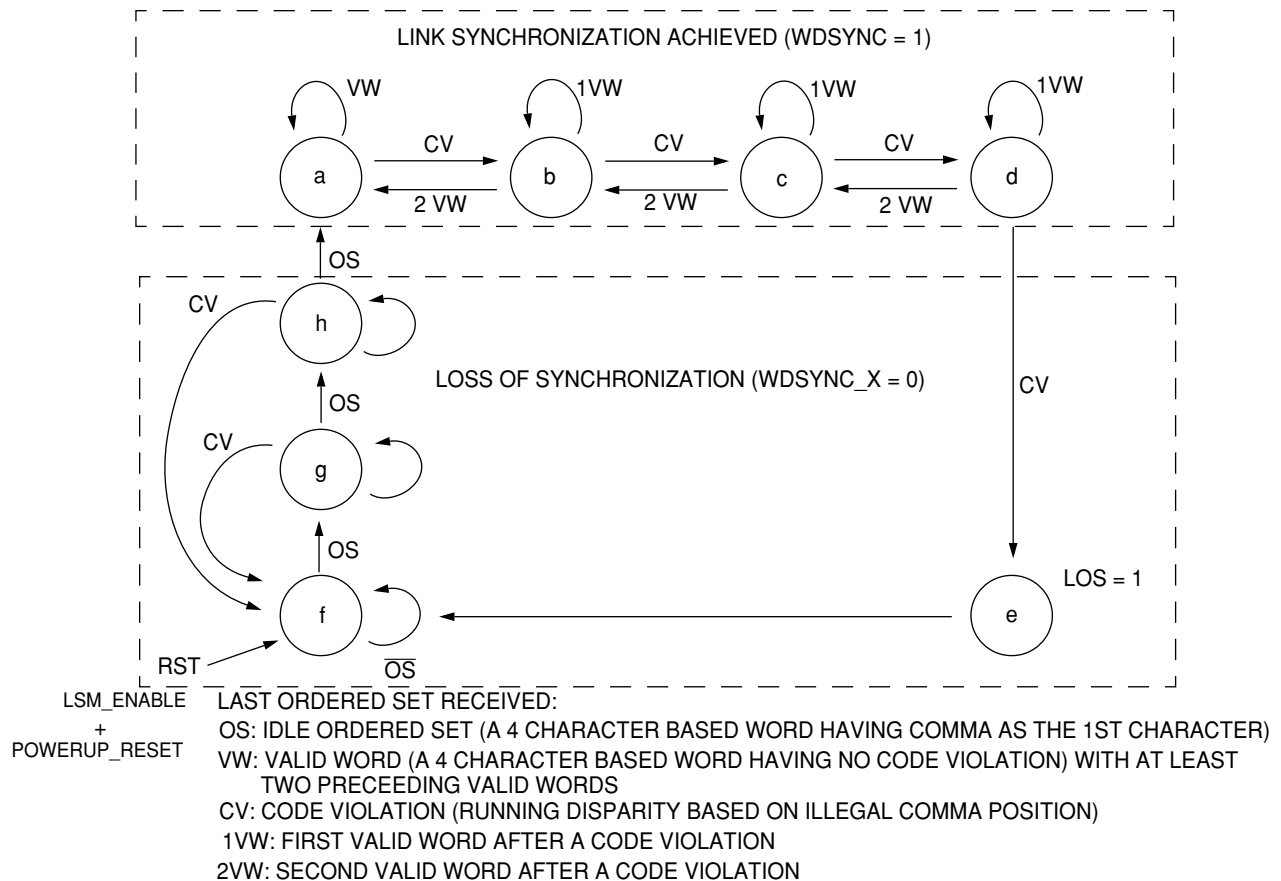 LINK SYNCHRONIZATION ACHIEVED (WDSYNC = 1)
VW
1VW
1VW
1VW
CV
CV
CV
a
b
c
d
2 VW
2 VW
2 VW
OS
CV
h
LOSS OF SYNCHRONIZATION (WDSYNC_X = 0)
CV
OS
CV
g
OS
LOS = 1
f
e
RST
OS
LSM_ENABLE
+
POWERUP_RESET
LAST ORDERED SET RECEIVED:
OS: IDLE ORDERED SET (A 4 CHARACTER BASED WORD HAVING COMMA AS THE 1ST CHARACTER)
VW: VALID WORD (A 4 CHARACTER BASED WORD HAVING NO CODE VIOLATION) WITH AT LEAST
TWO PRECEEDING VALID WORDS
CV: CODE VIOLATION (RUNNING DISPARITY BASED ON ILLEGAL COMMA POSITION)
1VW: FIRST VALID WORD AFTER A CODE VIOLATION
2VW: SECOND VALID WORD AFTER A CODE VIOLATION